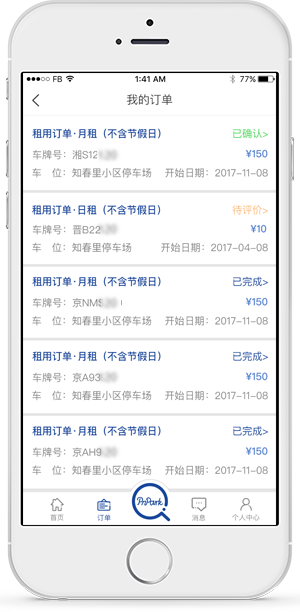 FB 1:41 AM 77%
我的订单
租用订单·月租（不含节假日） 已确认>
车牌号： 湘S12 ¥150
车 位： 知春里小区停车场 开始日期： 2017-11-08
租用订单·日租（不含节假日） 待评价>
车牌号： 晋B22 ¥10
车 位： 知春里停车场 开始日期： 2017-04-08
租用订单·月租（不含节假日） 已完成>
车牌号： 京NM ¥150
车 位： 知春里小区停车场 开始日期： 2017-11-08
租用订单·月租（不含节假日） 已完成>
车牌号： 京A93 ¥150
车 位： 知春里小区停车场 开始日期： 2017-11-08
租用订单·月租（不含节假日） 已完成>
车牌号： 京AH9 ¥150
车 位： 知春里小区停车场 开始日期： 2017-11-08
首页 订单 消息 个人中心